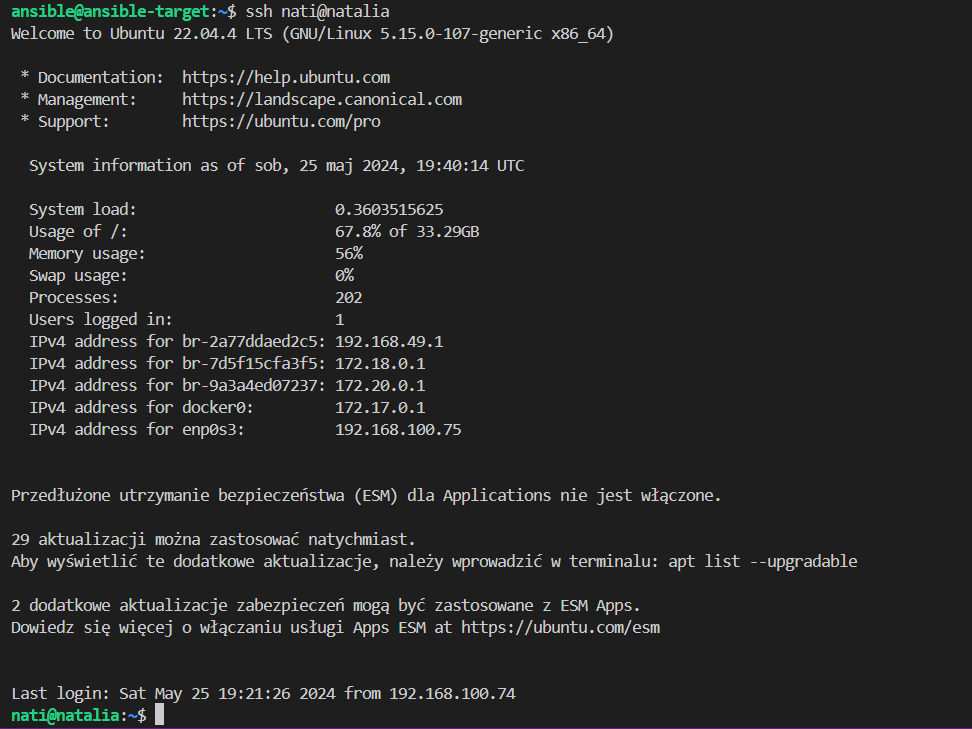 ansible@ansible-target:~$ ssh nati@natalia
Welcome to Ubuntu 22.04.4 LTS (GNU/Linux 5.15.0-107-generic x86_64)

 * Documentation:  https://help.ubuntu.com
 * Management:     https://landscape.canonical.com
 * Support:        https://ubuntu.com/pro

  System information as of sob, 25 maj 2024, 19:40:14 UTC

  System load:                      0.3603515625
  Usage of /:                       67.8% of 33.29GB
  Memory usage:                     56%
  Swap usage:                       0%
  Processes:                        202
  Users logged in:                  1
  IPv4 address for br-2a77ddaed2c5: 192.168.49.1
  IPv4 address for br-7d5f15cfa3f5: 172.18.0.1
  IPv4 address for br-9a3a4ed07237: 172.20.0.1
  IPv4 address for docker0:         172.17.0.1
  IPv4 address for enp0s3:          192.168.100.75

Przedłużone utrzymanie bezpieczeństwa (ESM) dla Applications nie jest włączone.

29 aktualizacji można zastosować natychmiast.
Aby wyświetlić te dodatkowe aktualizacje, należy wprowadzić w terminalu: apt list --upgradable

2 dodatkowe aktualizacje zabezpieczeń mogą być zastosowane z ESM Apps.
Dowiedz się więcej o włączaniu usługi Apps ESM at https://ubuntu.com/esm

Last login: Sat May 25 19:21:26 2024 from 192.168.100.74
nati@natalia:~$